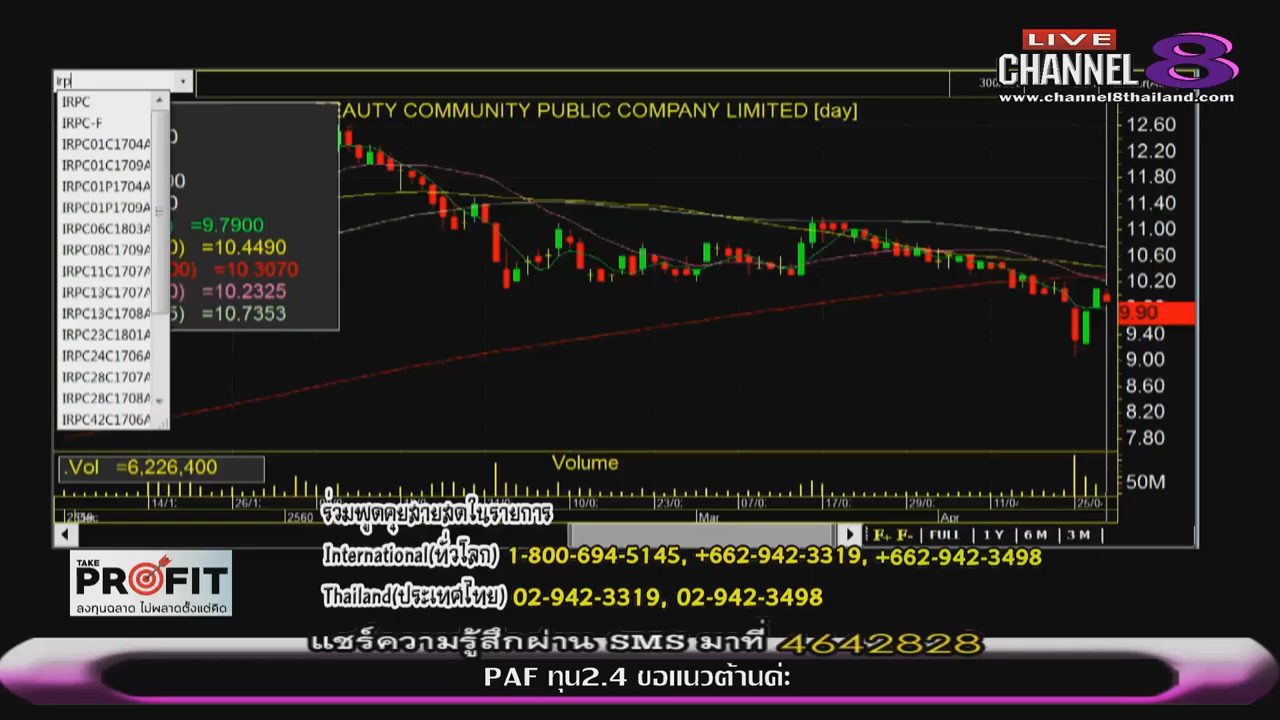 LIVE
CHANNEL 8
www.channel8thailand.com
irp
IRPC
IRPC-F
IRPC01C1704A
IRPC01C1709A
IRPC01P1704A
IRPC01P1709A
IRPC06C1803A
IRPC08C1709A
IRPC11C1707A
IRPC13C1707A
IRPC13C1708A
IRPC23C1801A
IRPC24C1706A
IRPC28C1707A
IRPC28C1708A
IRPC42C1706A
EAUTY COMMUNITY PUBLIC COMPANY LIMITED [day]
=9.7900
=10.4490
=10.3070
=10.2325
=10.7353
12.60
12.20
11.80
11.40
11.00
10.60
10.20
9.90
9.40
9.00
8.60
8.20
7.80
50M
.Vol =6,226,400
Volume
14/1: 26/1: 10/0: 23/0: 07/0: 17/0: 29/0: 11/0- 25/0-
2560 Mar Apr
FULL 1 Y 6 M 3 M
ร่วมพูดคุยสายสดในรายการ
International(ทั่วโลก) 1-800-694-5145, +662-942-3319, +662-942-3498
Thailand(ประเทศไทย) 02-942-3319, 02-942-3498
TAKE
PROFIT
ลงทุนฉลาด ไม่พลาดตั้งแต่คิด
แชร์ความรู้สึกผ่าน SMS มาที่ 4642828
PAF ทุน2.4 ขอแนวต้านค่ะ